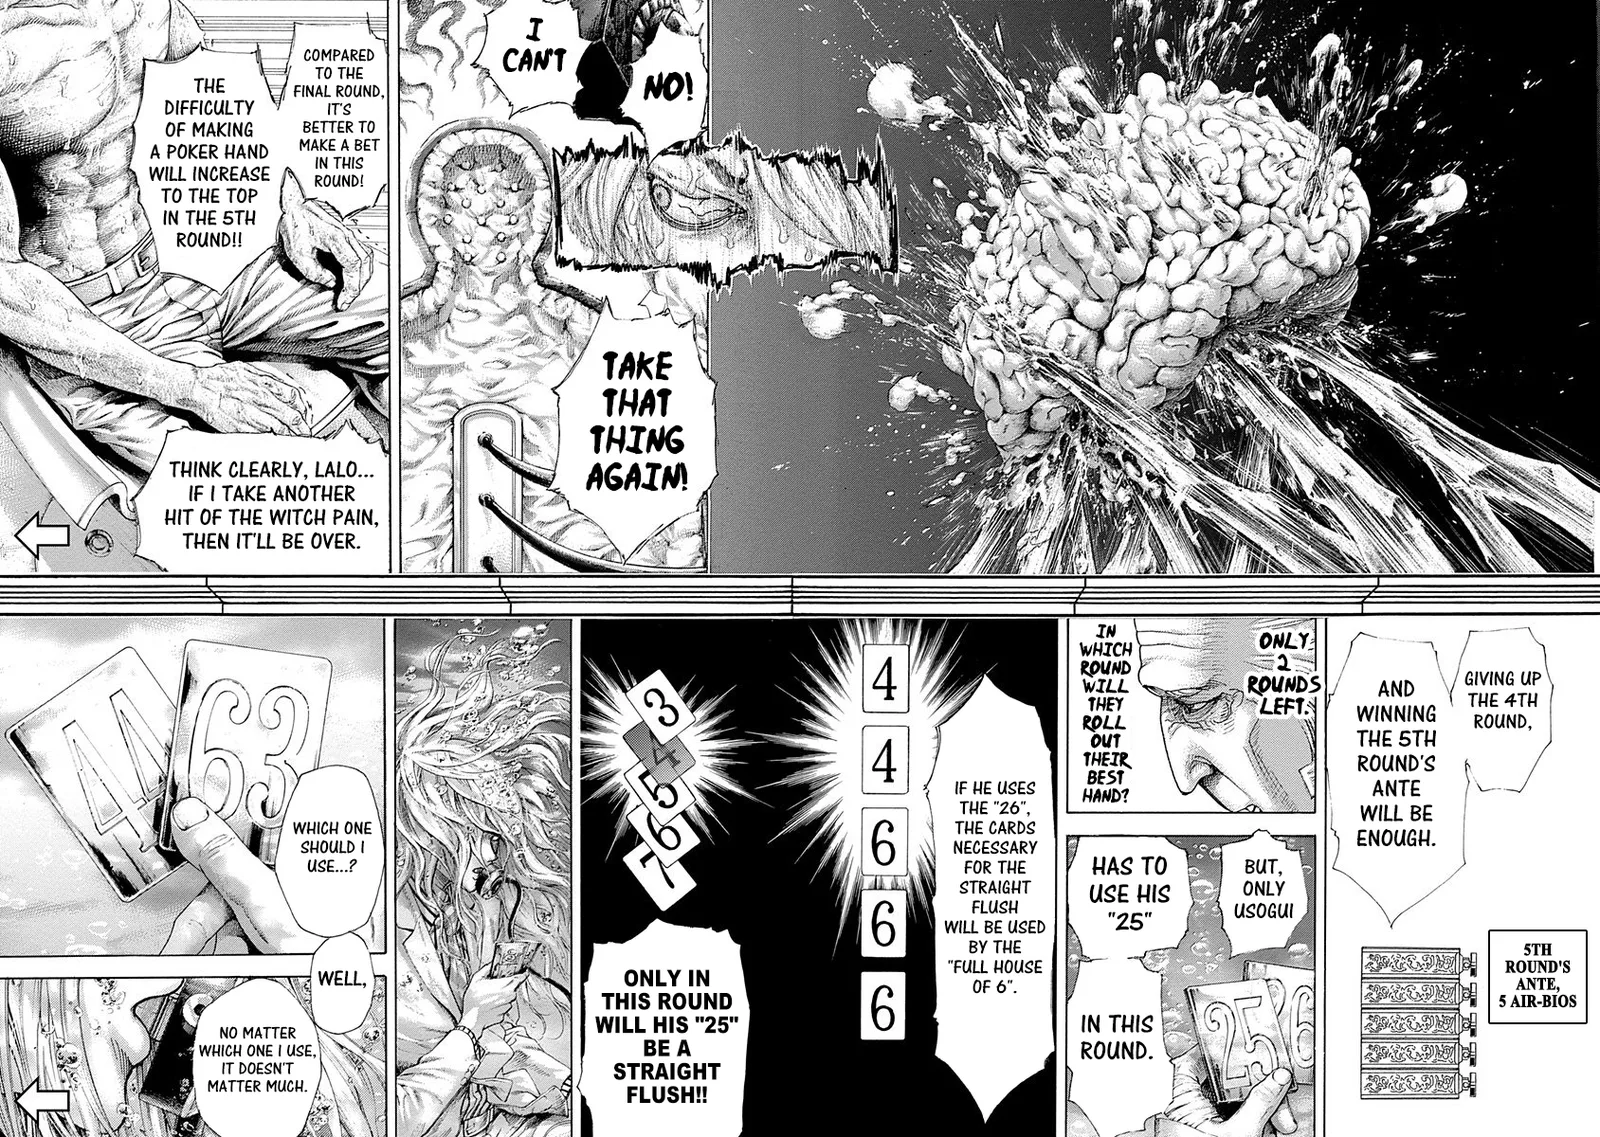 NO!
I
CAN'T
TAKE
THAT
THING
AGAIN!
COMPARED
TO THE
FINAL ROUND,
IT'S
BETTER TO
MAKE A BET
IN THIS
ROUND!
THE
DIFFICULTY
OF MAKING
A POKER HAND
WILL INCREASE
TO THE TOP
IN THE 5TH
ROUND!!
THINK CLEARLY, LALO...
IF I TAKE ANOTHER
HIT OF THE WITCH PAIN,
THEN IT'LL BE OVER.
GIVING UP
THE 4TH
ROUND,
AND
WINNING
THE 5TH
ROUND'S
ANTE
WILL BE
ENOUGH.
5TH
ROUND'S
ANTE,
5 AIR-BIOS
ONLY
2
ROUNDS
LEFT.
IN
WHICH
ROUND
WILL
THEY
ROLL
OUT
THEIR
BEST
HAND?
BUT,
ONLY
USOGUI
HAS TO
USE HIS
"25"
IN THIS
ROUND.
25
26
IF HE USES
THE "26",
THE CARDS
NECESSARY
FOR THE
STRAIGHT
FLUSH
WILL BE USED
BY THE
"FULL HOUSE
OF 6".
4
4
6
6
6
3
4
5
6
7
ONLY IN
THIS ROUND
WILL HIS "25"
BE A
STRAIGHT
FLUSH!!
63
44
WHICH ONE
SHOULD I
USE...?
WELL,
NO MATTER
WHICH ONE I USE,
IT DOESN'T
MATTER MUCH.